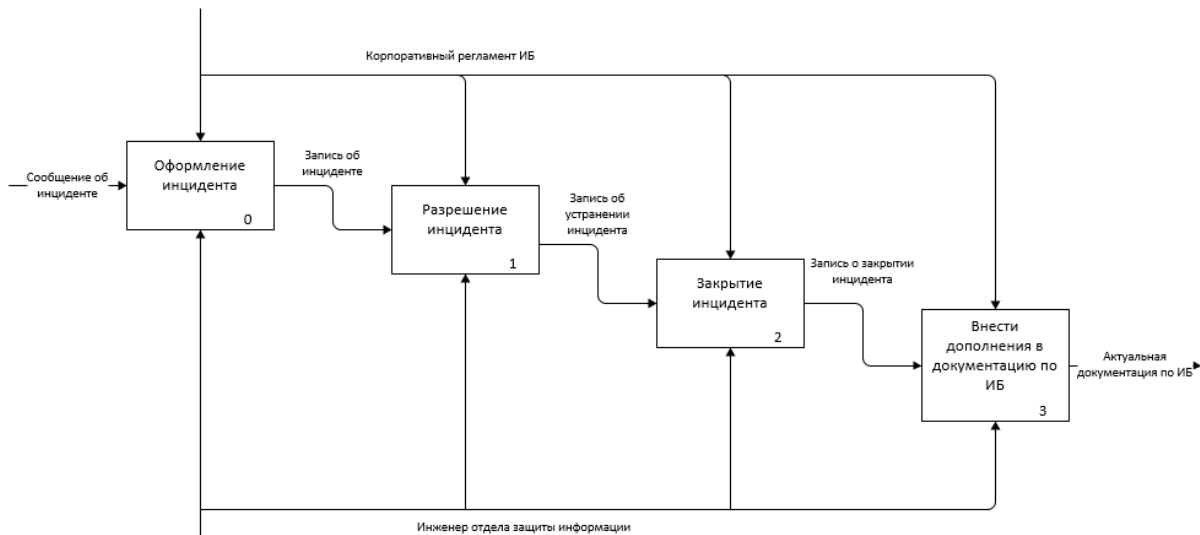 Корпоративный регламент ИБ
Сообщение об
инциденте
Оформление
инцидента
0
Запись об
инциденте
Разрешение
инцидента
1
Запись об
устранении
инцидента
Закрытие
инцидента
2
Запись о закрытии
инцидента
Внести
дополнения в
документацию по
ИБ
3
Актуальная
документация по ИБ
Инженер отдела защиты информации